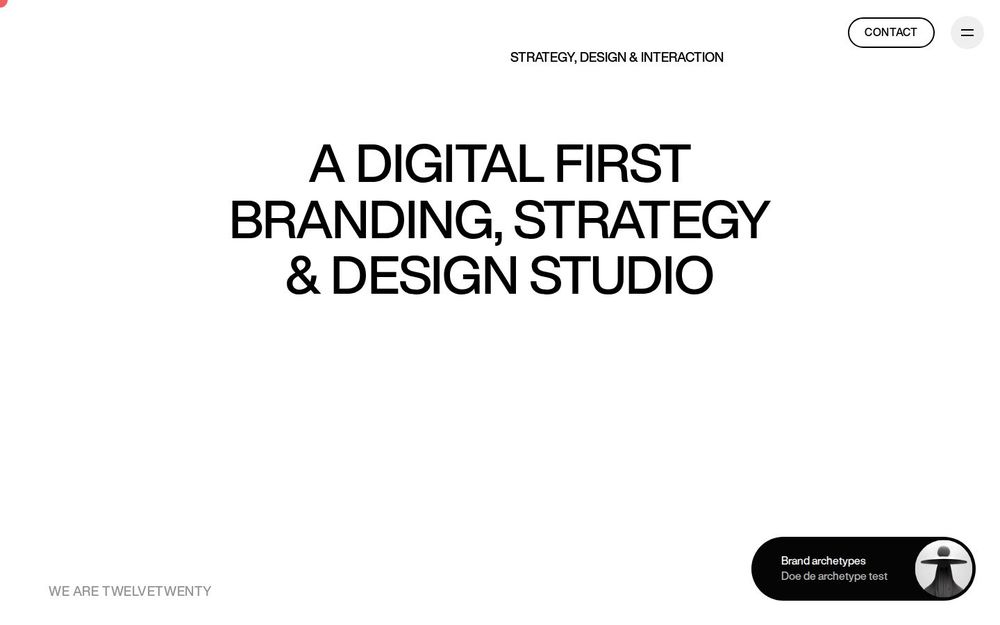 CONTACT
STRATEGY, DESIGN & INTERACTION
A DIGITAL FIRST
BRANDING, STRATEGY
& DESIGN STUDIO
Brand archetypes
Doe de archetype test
WE ARE TWELVETWENTY